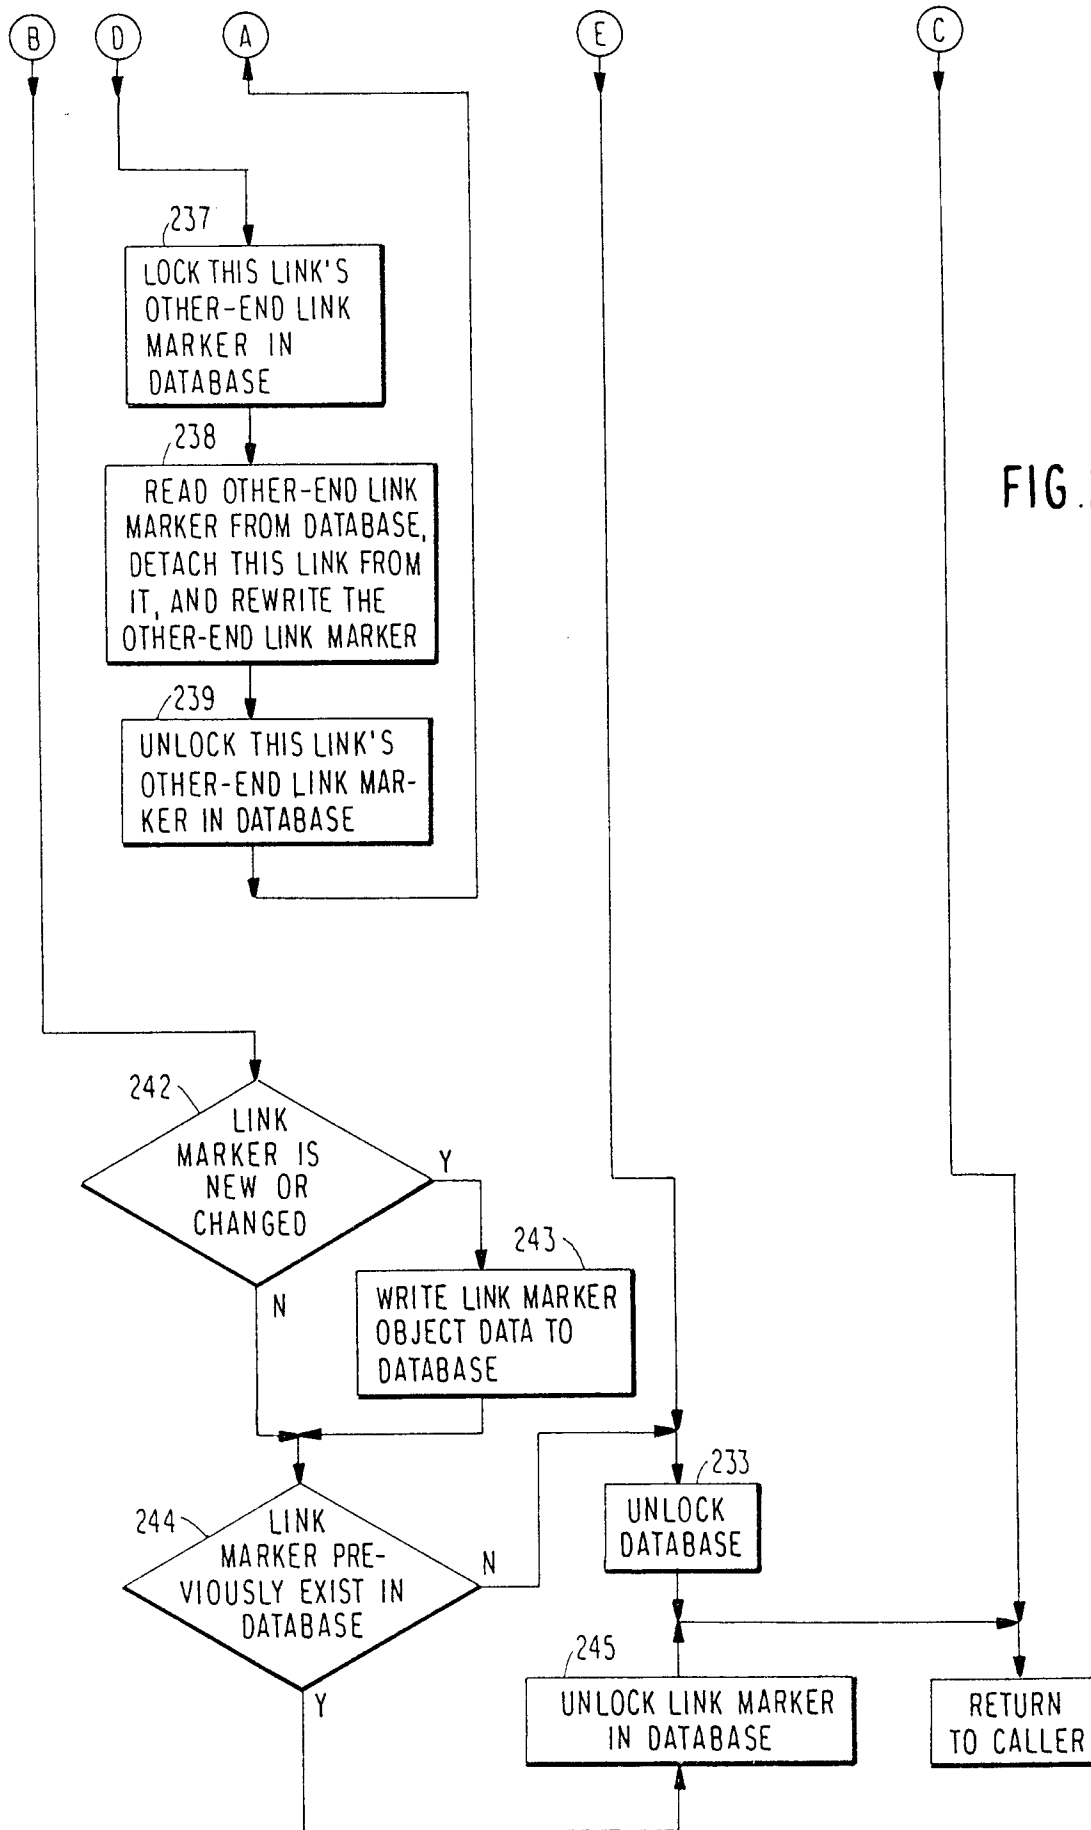 B
D
A
E
C
237
LOCK THIS LINK'S
OTHER-END LINK
MARKER IN
DATABASE
238
READ OTHER-END LINK
MARKER FROM DATABASE,
DETACH THIS LINK FROM
IT, AND REWRITE THE
OTHER-END LINK MARKER
FIG.
239
UNLOCK THIS LINK'S
OTHER-END LINK MAR-
KER IN DATABASE
242
LINK
MARKER IS
NEW OR
CHANGED
Y
N
243
WRITE LINK MARKER
OBJECT DATA TO
DATABASE
244
LINK
MARKER PRE-
VIOUSLY EXIST IN
DATABASE
N
Y
233
UNLOCK
DATABASE
245
UNLOCK LINK MARKER
IN DATABASE
RETURN
TO CALLER